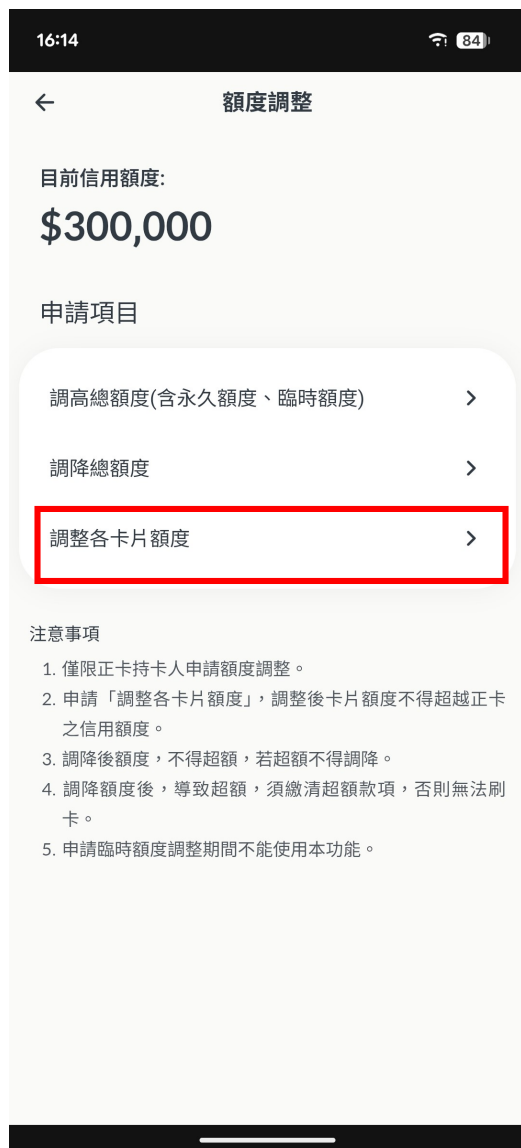 16:14
84
額度調整
目前信用額度:
$300,000
申請項目
調高總額度(含永久額度、臨時額度)
調降總額度
調整各卡片額度
注意事項
1. 僅限正卡持卡人申請額度調整。
2. 申請「調整各卡片額度」，調整後卡片額度不得超越正卡
之信用額度。
3. 調降後額度，不得超額，若超額不得調降。
4. 調降額度後，導致超額，須繳清超額款項，否則無法刷
卡。
5. 申請臨時額度調整期間不能使用本功能。